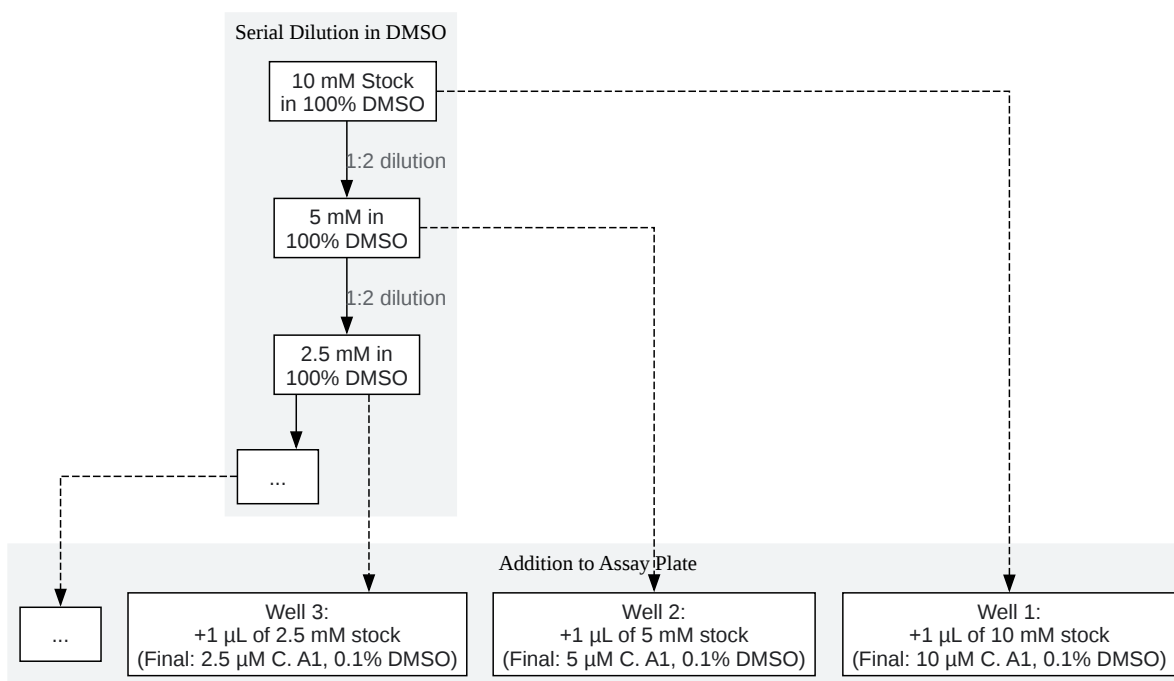 Serial Dilution in DMSO
10 mM Stock
in 100% DMSO
1:2 dilution
5 mM in
100% DMSO
1:2 dilution
2.5 mM in
100% DMSO
...
Addition to Assay Plate
...
Well 3:
+1 µL of 2.5 mM stock
(Final: 2.5 µM C. A1, 0.1% DMSO)
Well 2:
+1 µL of 5 mM stock
(Final: 5 µM C. A1, 0.1% DMSO)
Well 1:
+1 µL of 10 mM stock
(Final: 10 µM C. A1, 0.1% DMSO)